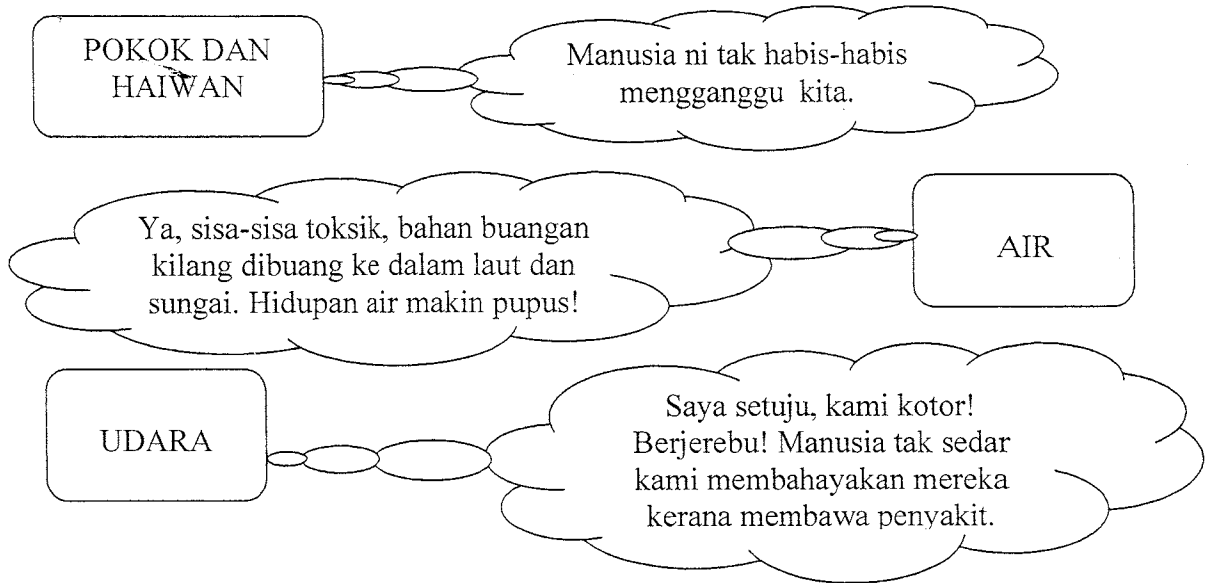 POKOK DAN
HAIWAN
Manusia ni tak habis-habis
mengganggu kita.
Ya, sisa-sisa toksik, bahan buangan
kilang dibuang ke dalam laut dan
sungai. Hidupan air makin pupus!
AIR
UDARA
Saya setuju, kami kotor!
Berjerebu! Manusia tak sedar
kami membahayakan mereka
kerana membawa penyakit.